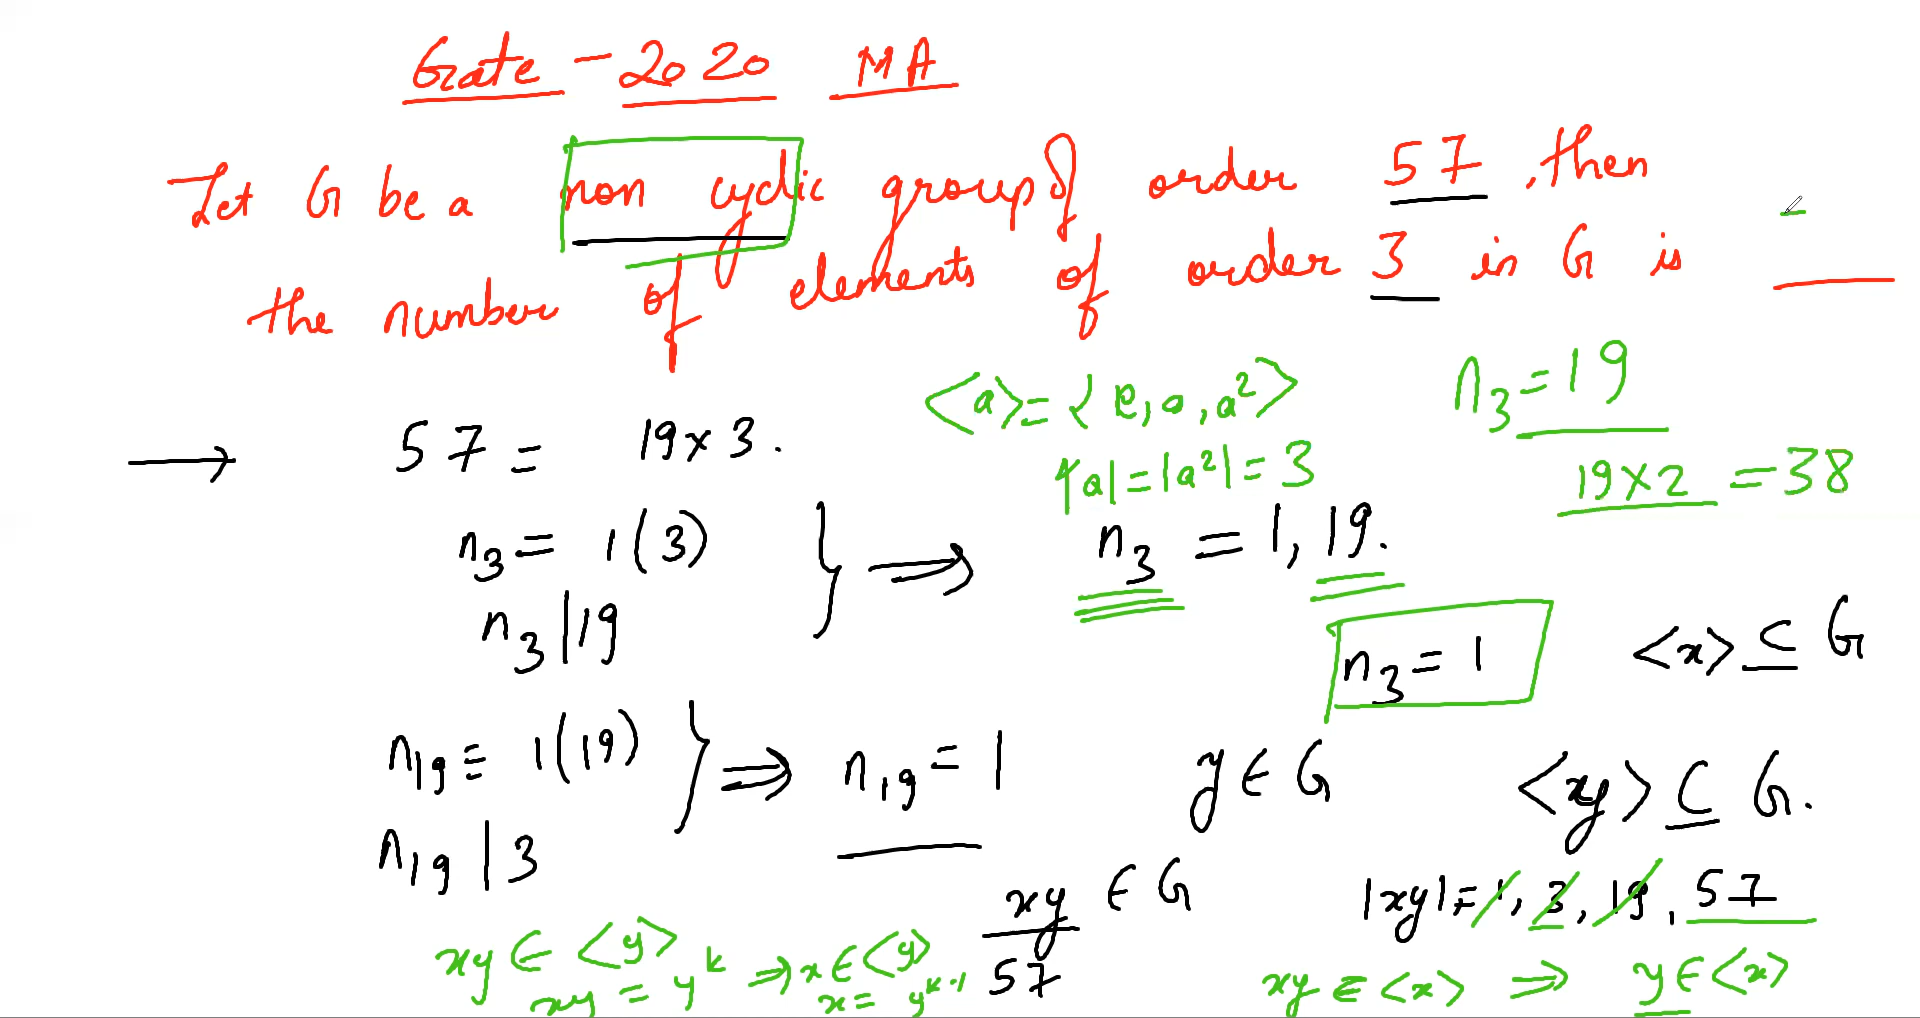 Gate - 2020 MA
Let G be a non cyclic group of order 57, then
the number of elements of order 3 in G is ____
<a> = {e, a, a²>
|a| = |a²| = 3
n₃ = 19
19 × 2 = 38
→ 57 = 19 × 3.
n₃ = 1(3)
n₃ | 19
} ⇒ n₃ = 1, 19.
n₃ = 1
<x> ⊆ G
n₁₉ ≡ 1(19)
n₁₉ | 3
} ⇒ n₁₉ = 1
y ∈ G
<xy> ⊆ G.
xy ∈ G
57
|xy| = 1, 3, 19, 57
xy ∈ <y>
xy = y^k
⇒ x ∈ <y>
x = y^k-1
xy ∈ <x> ⇒ y ∈ <x>